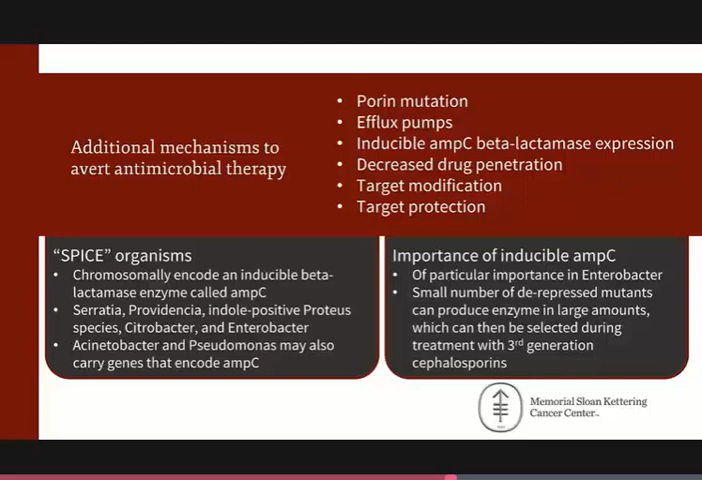 Additional mechanisms to
avert antimicrobial therapy
• Porin mutation
• Efflux pumps
• Inducible ampC beta-lactamase expression
• Decreased drug penetration
• Target modification
• Target protection
“SPICE” organisms
• Chromosomally encode an inducible beta-
lactamase enzyme called ampC
• Serratia, Providencia, indole-positive Proteus
species, Citrobacter, and Enterobacter
• Acinetobacter and Pseudomonas may also
carry genes that encode ampC
Importance of inducible ampC
• Of particular importance in Enterobacter
• Small number of de-repressed mutants
can produce enzyme in large amounts,
which can then be selected during
treatment with 3rd generation
cephalosporins
Memorial Sloan Kettering
Cancer Center